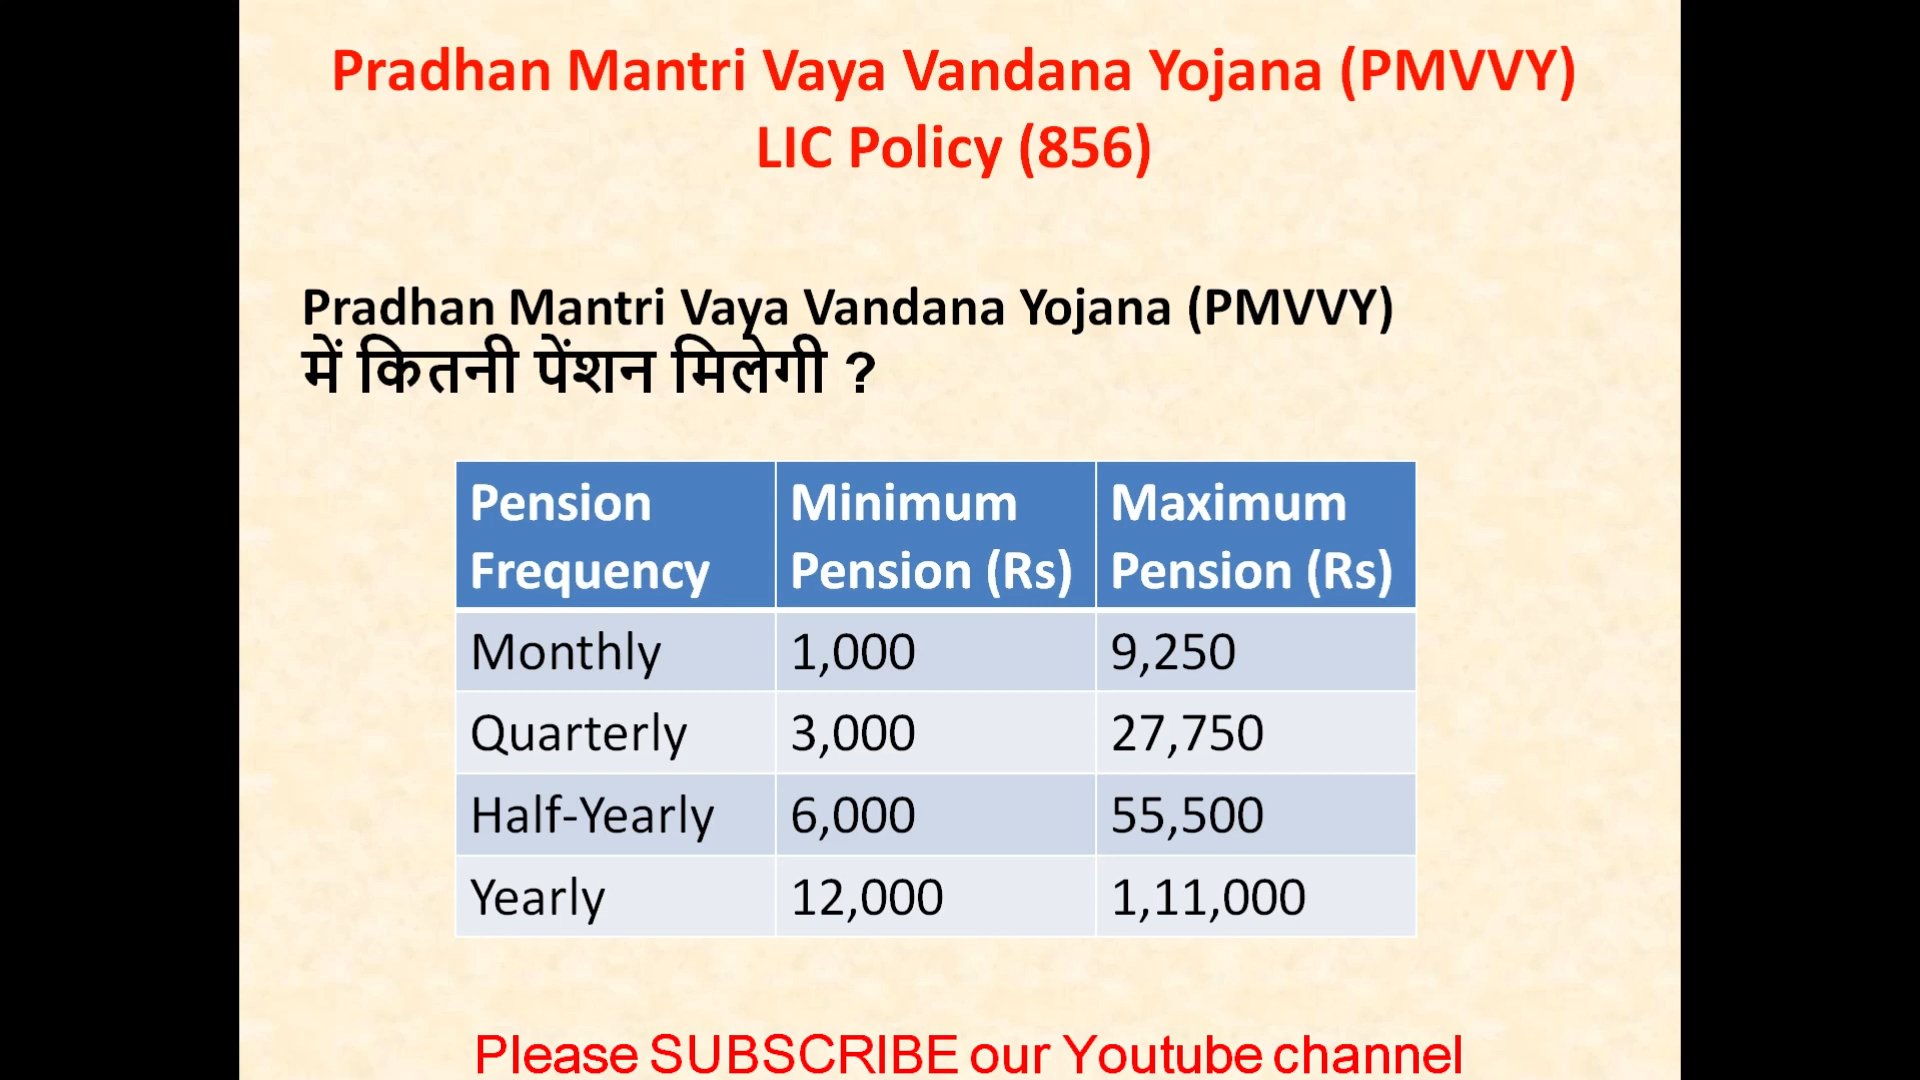 Pradhan Mantri Vaya Vandana Yojana (PMVVY)
LIC Policy (856)
Pradhan Mantri Vaya Vandana Yojana (PMVVY)
में कितनी पेंशन मिलेगी ?
Pension Frequency Minimum Pension (Rs) Maximum Pension (Rs)
Monthly 1,000 9,250
Quarterly 3,000 27,750
Half-Yearly 6,000 55,500
Yearly 12,000 1,11,000
Please SUBSCRIBE our Youtube channel